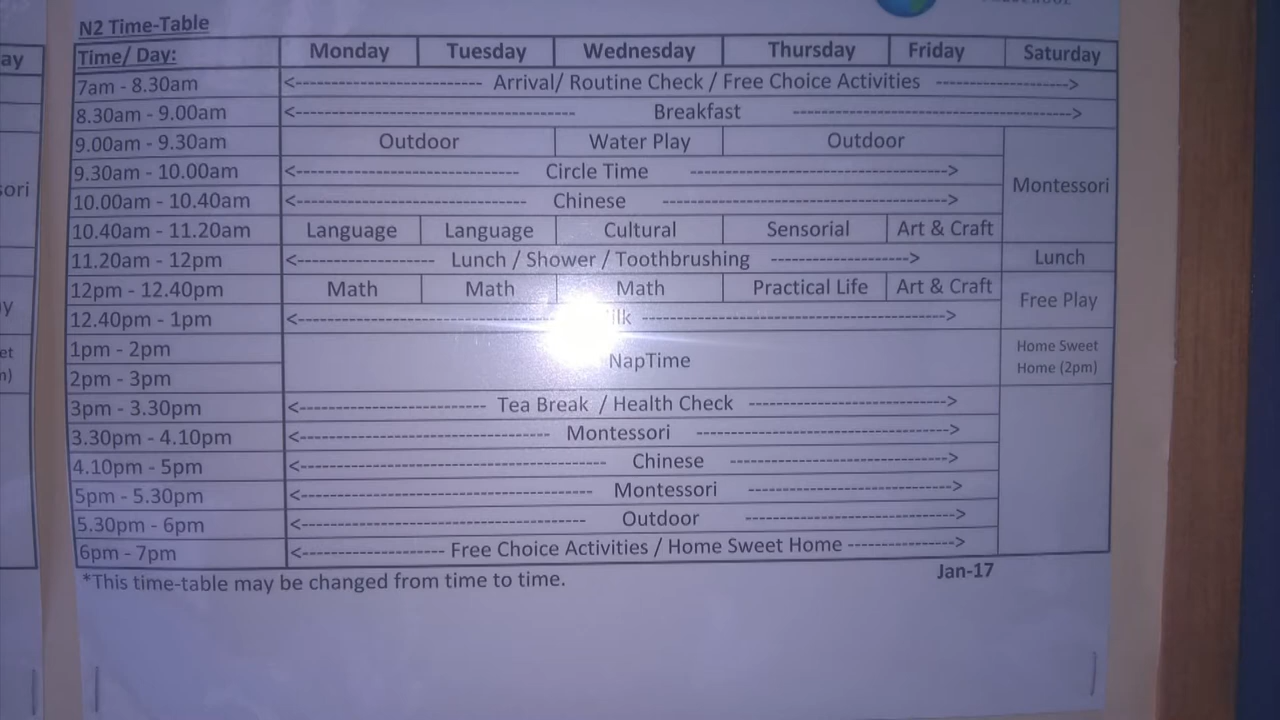 N2 Time-Table
Time/ Day: Monday Tuesday Wednesday Thursday Friday Saturday
7am - 8.30am <---------------------- Arrival/ Routine Check / Free Choice Activities ---------------->
8.30am - 9.00am <--------------------------------- Breakfast --------------------------------->
9.00am - 9.30am Outdoor Water Play Outdoor
9.30am - 10.00am <--------------------------- Circle Time ------------------------------->
10.00am - 10.40am <--------------------------- Chinese ----------------------------------->
Montessori
10.40am - 11.20am Language Language Cultural Sensorial Art & Craft
11.20am - 12pm <---------------- Lunch / Shower / Toothbrushing ----------------> Lunch
12pm - 12.40pm Math Math Math Practical Life Art & Craft
Free Play
12.40pm - 1pm <-------------------------------- ------------------------------------->
1pm - 2pm
NapTime
Home Sweet
Home (2pm)
2pm - 3pm
3pm - 3.30pm <---------------------- Tea Break / Health Check ----------------------->
3.30pm - 4.10pm <----------------------------- Montessori ------------------------------>
4.10pm - 5pm <------------------------------------ Chinese -------------------------->
5pm - 5.30pm <---------------------------------- Montessori ------------------------>
5.30pm - 6pm <--------------------------------- Outdoor ------------------------->
6pm - 7pm <---------------- Free Choice Activities / Home Sweet Home ------------->
*This time-table may be changed from time to time.
Jan-17